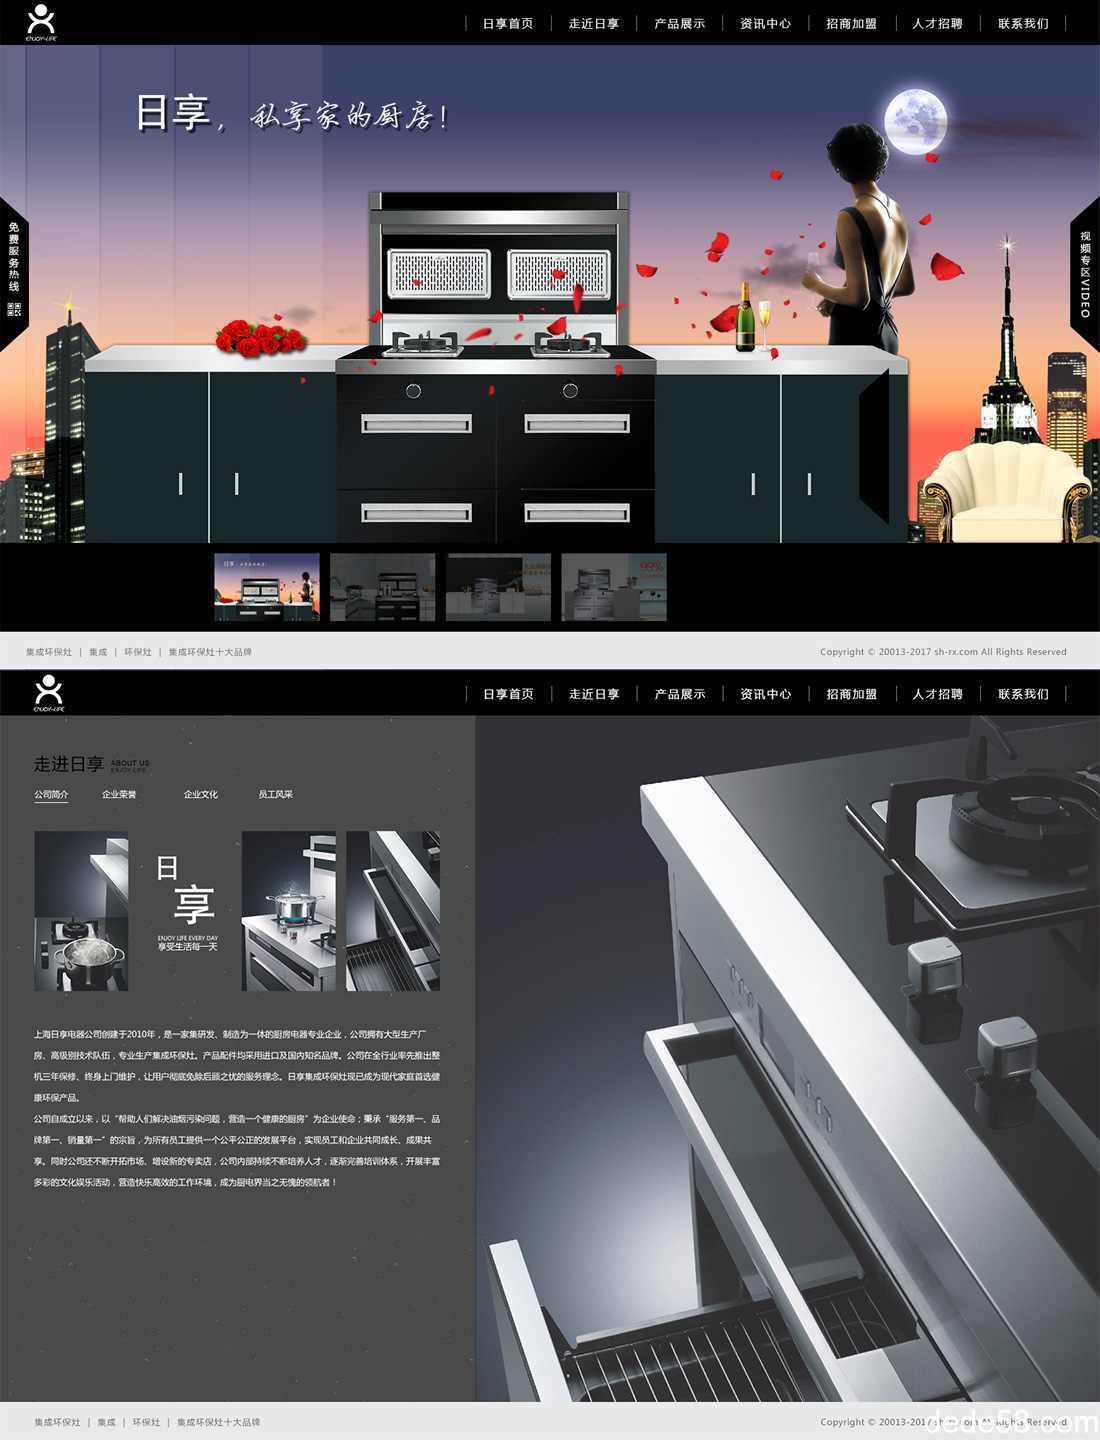 ENJOY-LIFE
日享首页 | 走近日享 | 产品展示 | 资讯中心 | 招商加盟 | 人才招聘 | 联系我们
日享，私享家的厨房！
免费服务热线
视频专区VIDEO
集成环保灶 | 集成 | 环保灶 | 集成环保灶十大品牌
Copyright © 20013-2017 sh-rx.com All Rights Reserved
ENJOY-LIFE
日享首页 | 走近日享 | 产品展示 | 资讯中心 | 招商加盟 | 人才招聘 | 联系我们
走进日享 ABOUT US
ENJOY-LIFE
公司简介 企业荣誉 企业文化 员工风采
日
享
ENJOY LIFE EVERY DAY
享受生活每一天
上海日享电器公司创建于2010年，是一家集研发、制造为一体的厨房电器专业企业，公司拥有大型生产厂
房、高级别技术队伍，专业生产集成环保灶。产品配件均采用进口及国内知名品牌。公司在全行业率先推出整
机三年保修、终身上门维护，让用户彻底免除后顾之忧的服务理念。日享集成环保灶现已成为现代家庭首选健
康环保产品。
公司自成立以来，以“帮助人们解决油烟污染问题，营造一个健康的厨房”为企业使命；秉承“服务第一、品
牌第一、销量第一”的宗旨，为所有员工提供一个公平公正的发展平台，实现员工和企业共同成长、成果共
享。同时公司还不断开拓市场、增设新的专卖店，公司内部持续不断培养人才，逐渐完善培训体系，开展丰富
多彩的文化娱乐活动，营造快乐高效的工作环境，成为厨电界当之无愧的领航者！
集成环保灶 | 集成 | 环保灶 | 集成环保灶十大品牌
Copyright © 20013-2017 sh-rx.com All Rights Reserved
dede58.com